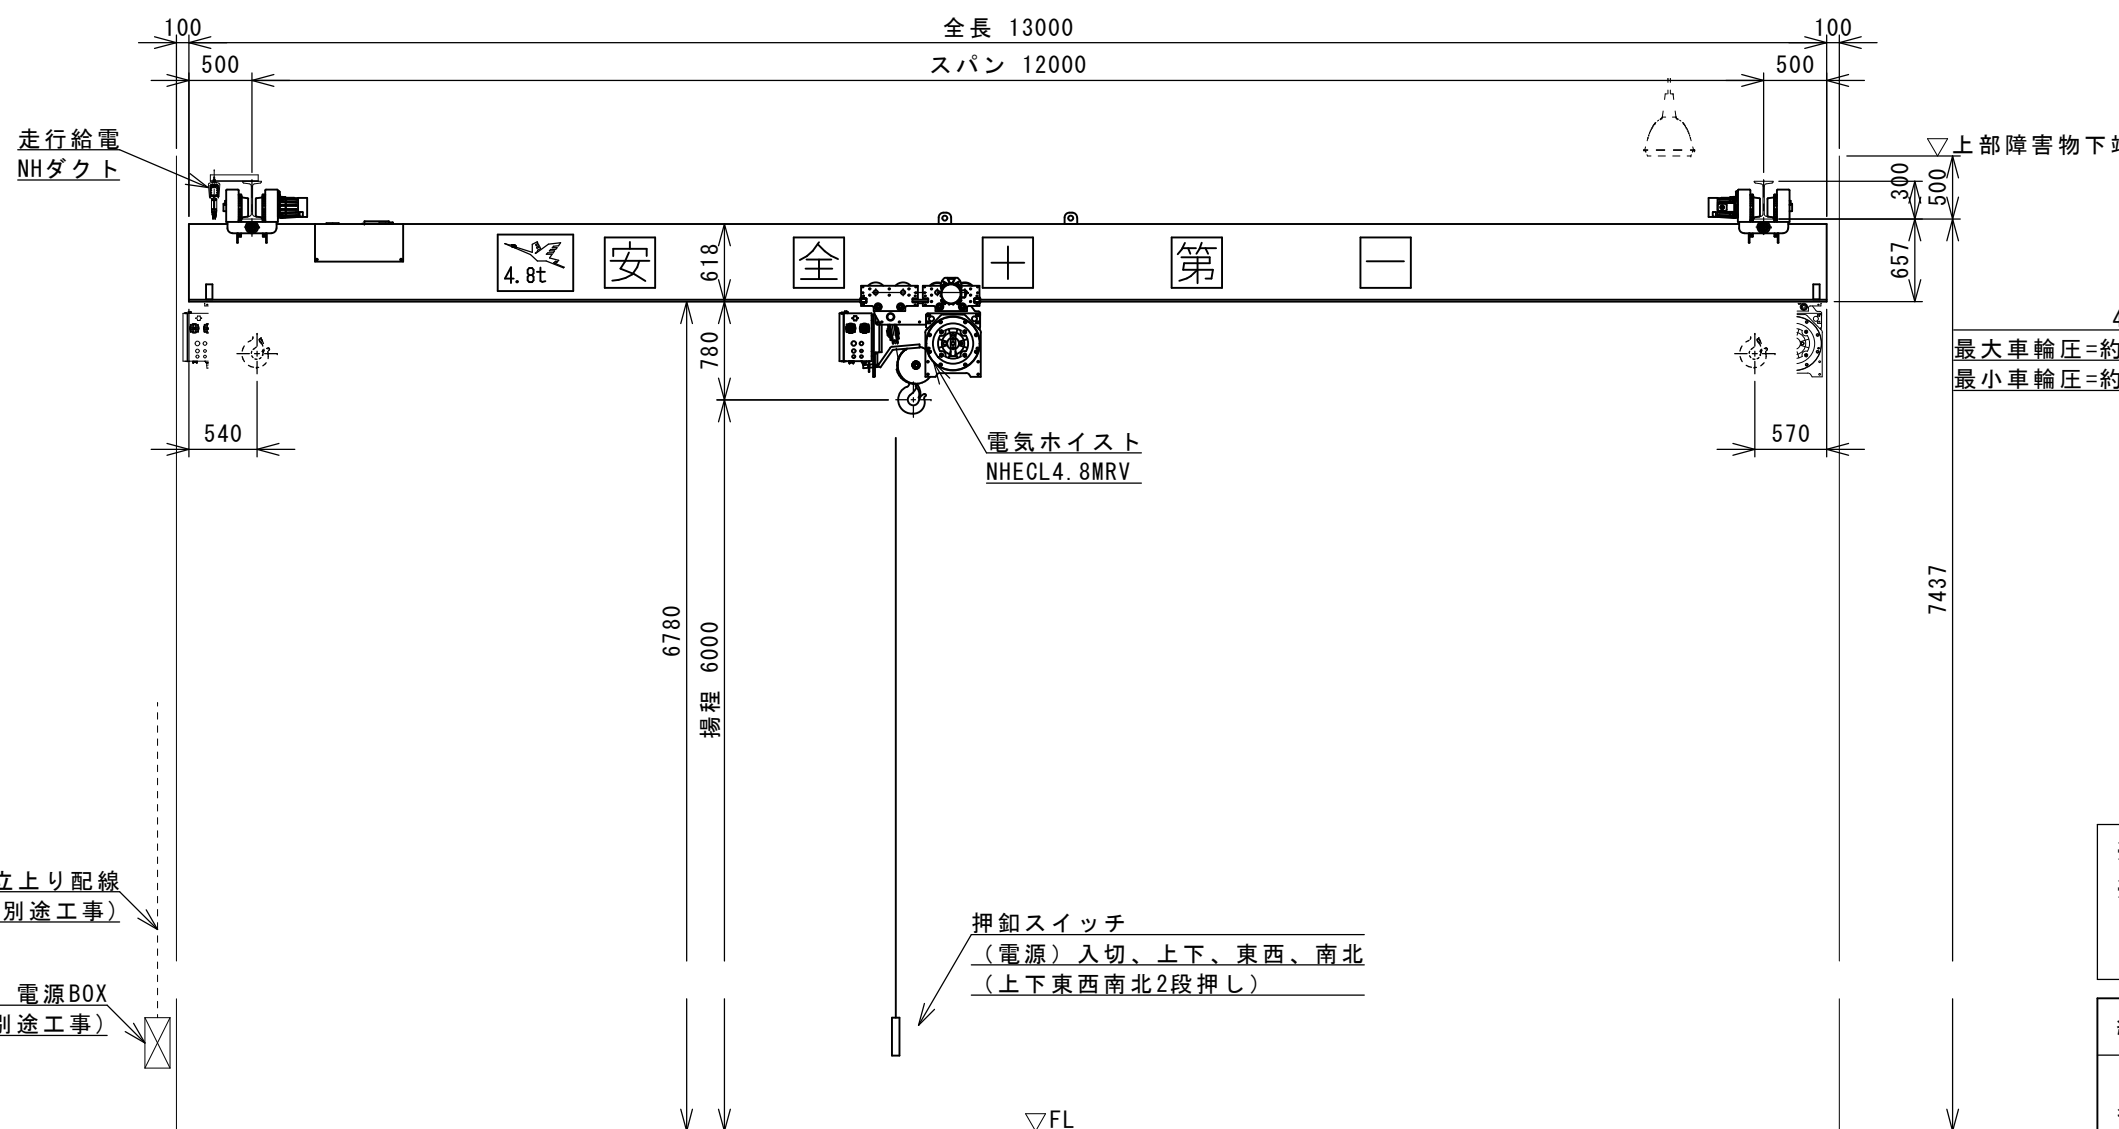 100
全長 13000
100
500
スパン 12000
500
走行給電
NHダクト
上部障害物下
300
500
618
657
4.8t
安
全
十
第
一
780
最大車輪圧=約
最小車輪圧=約
540
570
電気ホイスト
NHECL4.8MRV
6780
揚程 6000
7437
立上り配線
別途工事)
押釦スイッチ
(電源)入切、上下、東西、南北
(上下東西南北2段押し)
電源BOX
別途工事)
FL